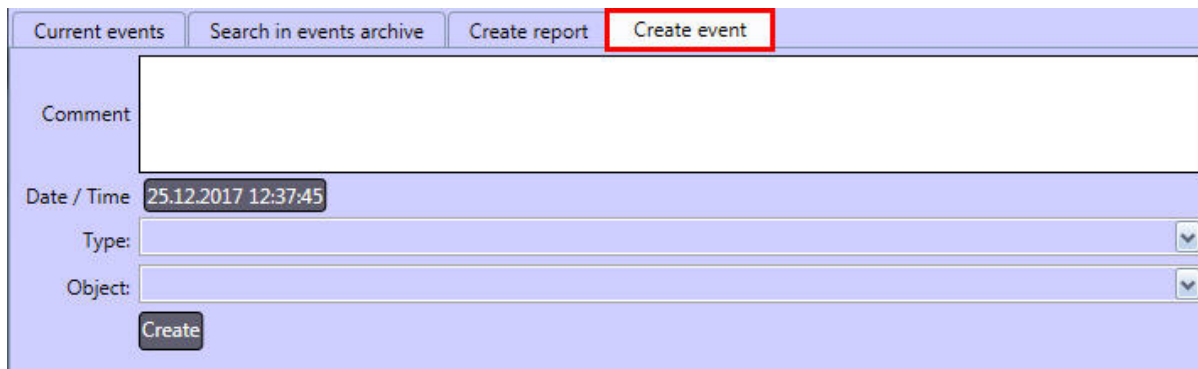 Current events Search in events archive Create report Create event
Comment
Date / Time 25.12.2017 12:37:45
Type:
Object:
Create